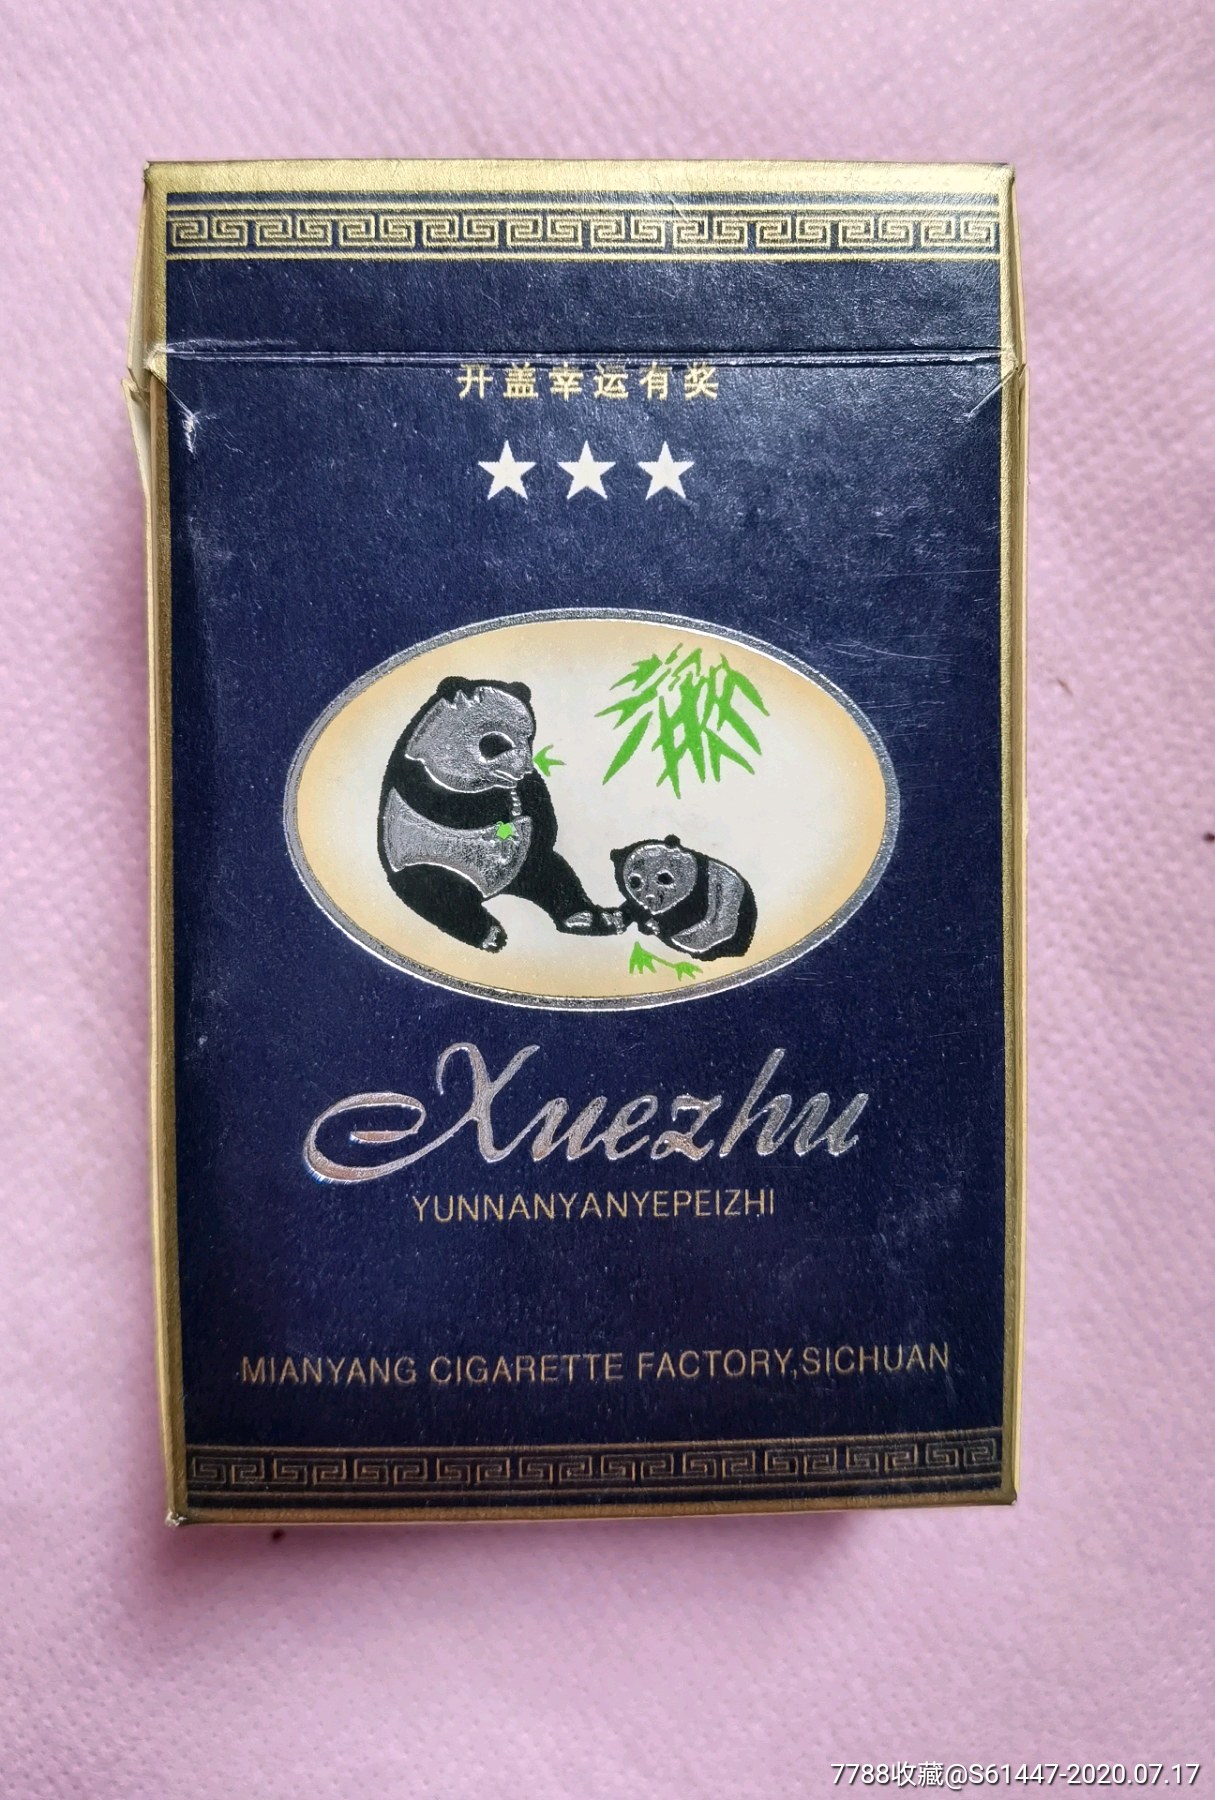 开盖幸运有奖
Xuezhu
YUNNANYANYEPEIZHI
MIANYANG CIGARETTE FACTORY,SICHUAN
7788收藏@S61447-2020.07.17